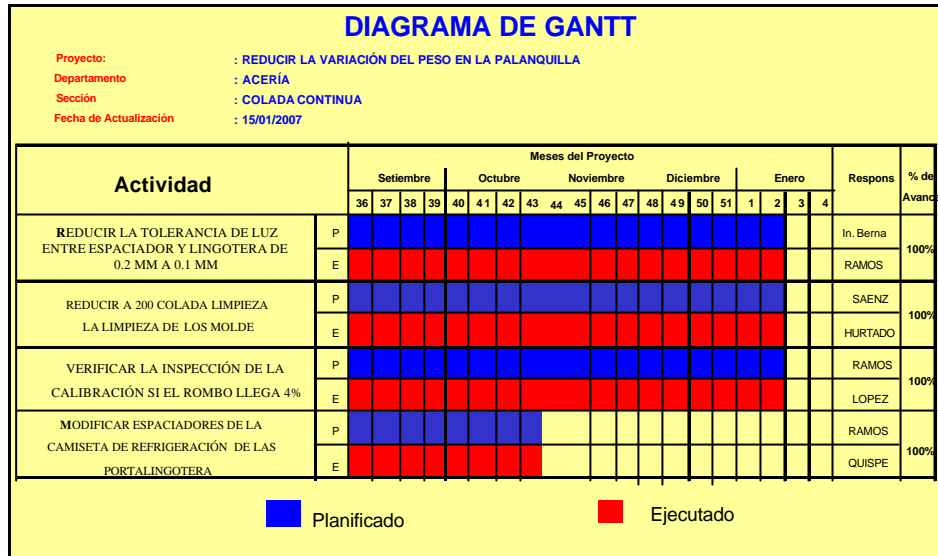 DIAGRAMA DE GANTT
Proyecto: : REDUCIR LA VARIACIÓN DEL PESO EN LA PALANQUILLA
Departamento : ACERÍA
Sección : COLADA CONTINUA
Fecha de Actualización : 15/01/2007
Actividad
Meses del Proyecto
Setiembre Octubre Noviembre Diciembre Enero
Respons
% de
Avance
36 37 38 39 40 41 42 43 44 45 46 47 48 49 50 51 1 2 3 4
REDUCIR LA TOLERANCIA DE LUZ
ENTRE ESPACIADOR Y LINGOTERA DE
0.2 MM A 0.1 MM
P In. Berna
E RAMOS
100%
REDUCIR A 200 COLADA LIMPIEZA
LA LIMPIEZA DE LOS MOLDE
P SAENZ
E HURTADO
100%
VERIFICAR LA INSPECCIÓN DE LA
CALIBRACIÓN SI EL ROMBO LLEGA 4%
P RAMOS
E LOPEZ
100%
MODIFICAR ESPACIADORES DE LA
CAMISETA DE REFRIGERACIÓN DE LAS
PORTALINGOTERA
P RAMOS
E QUISPE
100%
Planificado
Ejecutado